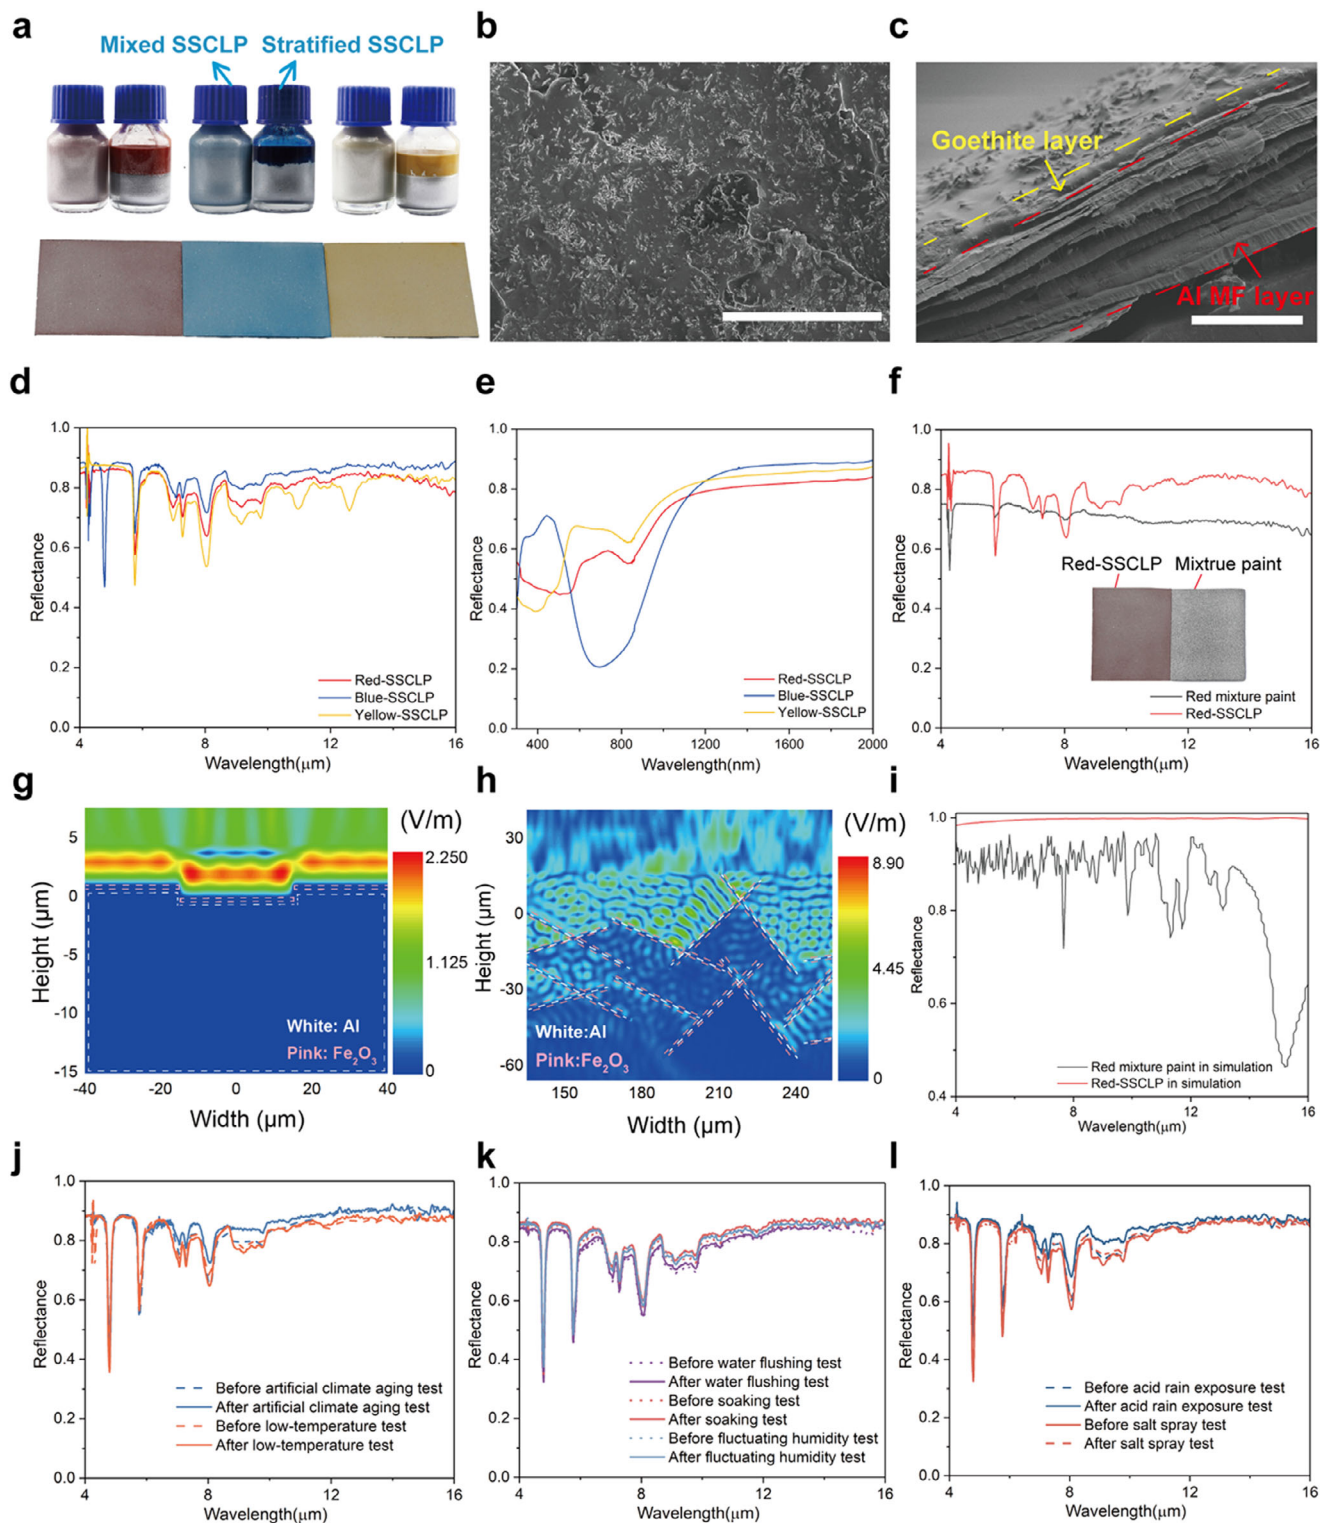 a
Mixed SSCLP Stratified SSCLP
b
c
Goethite layer
Al MF layer
d
1.0
0.8
0.6
0.4
0.2
0.0
Reflectance
Red-SSCLP
Blue-SSCLP
Yellow-SSCLP
4 8 12 16
Wavelength(μm)
e
1.0
0.8
0.6
0.4
0.2
0.0
Reflectance
Red-SSCLP
Blue-SSCLP
Yellow-SSCLP
400 800 1200 1600 2000
Wavelength(nm)
f
1.0
0.8
0.6
0.4
0.2
0.0
Reflectance
Red-SSCLP Mixtrue paint
Red mixture paint
Red-SSCLP
4 8 12 16
Wavelength(μm)
g
5
0
-5
-10
-15
Height (μm)
White: Al
Pink: Fe₂O₃
-40 -20 0 20 40
Width (μm)
(V/m)
2.250
1.125
0
h
30
0
-30
-60
Height (μm)
White:Al
Pink:Fe₂O₃
150 180 210 240
Width (μm)
(V/m)
8.90
4.45
0
i
1.0
0.8
0.6
0.4
Reflectance
Red mixture paint in simulation
Red-SSCLP in simulation
4 8 12 16
Wavelength(μm)
j
1.0
0.8
0.6
0.4
0.2
0.0
Reflectance
Before artificial climate aging test
After artificial climate aging test
Before low-temperature test
After low-temperature test
4 8 12 16
Wavelength(μm)
k
1.0
0.8
0.6
0.4
0.2
0.0
Reflectance
Before water flushing test
After water flushing test
Before soaking test
After soaking test
Before fluctuating humidity test
After fluctuating humidity test
4 8 12 16
Wavelength(μm)
l
1.0
0.8
0.6
0.4
0.2
0.0
Reflectance
Before acid rain exposure test
After acid rain exposure test
Before salt spray test
After salt spray test
4 8 12 16
Wavelength(μm)